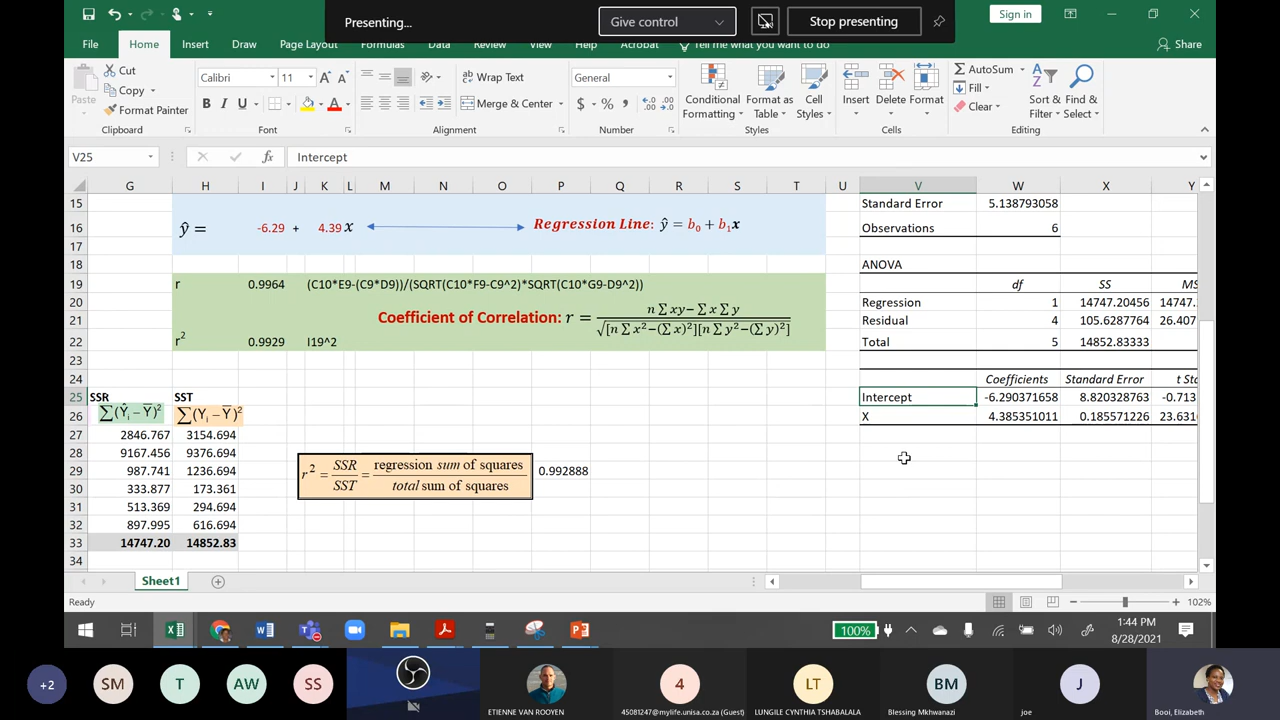 Presenting...
Give control
Stop presenting
Sign in
File Home Insert Draw Page Layout Formulas Data Review View Help Acrobat Tell me what you want to do Share
Paste
Cut
Copy
Format Painter
Clipboard
Calibri 11
B I U
Font
Wrap Text
Merge & Center
Alignment
General
$ % ,
Number
Conditional Formatting
Format as Table
Cell Styles
Styles
Insert Delete Format
Cells
AutoSum
Fill
Clear
Sort & Filter
Find & Select
Editing
V25 fx Intercept
G H I J K L M N O P Q R S T U V W X Y
15 Standard Error 5.138793058
16 ŷ = -6.29 + 4.39 x Regression Line: ŷ = b₀ + b₁x Observations 6
17
18 ANOVA
19 r 0.9964 (C10*E9-(C9*D9))/(SQRT(C10*F9-C9^2)*SQRT(C10*G9-D9^2)) df SS MS
20 Regression 1 14747.20456 14747.
21 Coefficient of Correlation: r = n∑xy−∑x∑y / √[n∑x²−(∑x)²][n∑y²−(∑y)²] Residual 4 105.6287764 26.407
22 r² 0.9929 I19^2 Total 5 14852.83333
23
24 Coefficients Standard Error t Sta
25 SSR SST Intercept -6.290371658 8.820328763 -0.713
26 ∑(Ŷᵢ − Ȳ)² ∑(Yᵢ − Ȳ)² X 4.385351011 0.185571226 23.6316
27 2846.767 3154.694
28 9167.456 9376.694
29 987.741 1236.694 r² = SSR/SST = regression sum of squares / total sum of squares 0.992888
30 333.877 173.361
31 513.369 294.694
32 897.995 616.694
33 14747.20 14852.83
34
Sheet1
Ready 102%
100% 1:44 PM
8/28/2021
+2 SM T AW SS 4 LT BM J
ETIENNE VAN ROOYEN 45081247@mylife.unisa.co.za (Guest) LUNGILE CYNTHIA TSHABALALA Blessing Mkhwanazi joe Booi, Elizabeth